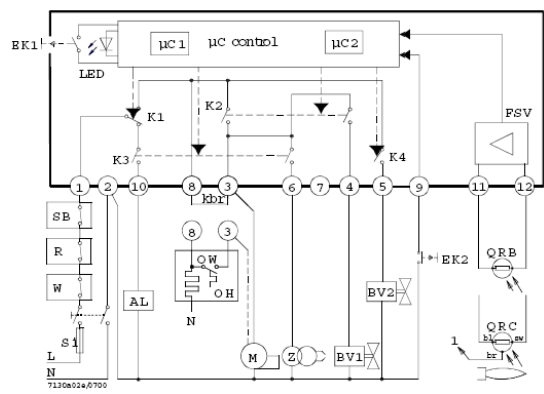 µC1 µC control µC2
EK1
LED
FSV
K1 K2
K3 K4
1 2 10 8 3 6 7 4 5 9 11 12
kbr
SB
R
W
8 3
OW
OH
N
EK2
QRB
BV2
AL
QRC
bl sw
br
1
Si
L
N
M Z BV1
7130a02e/0700